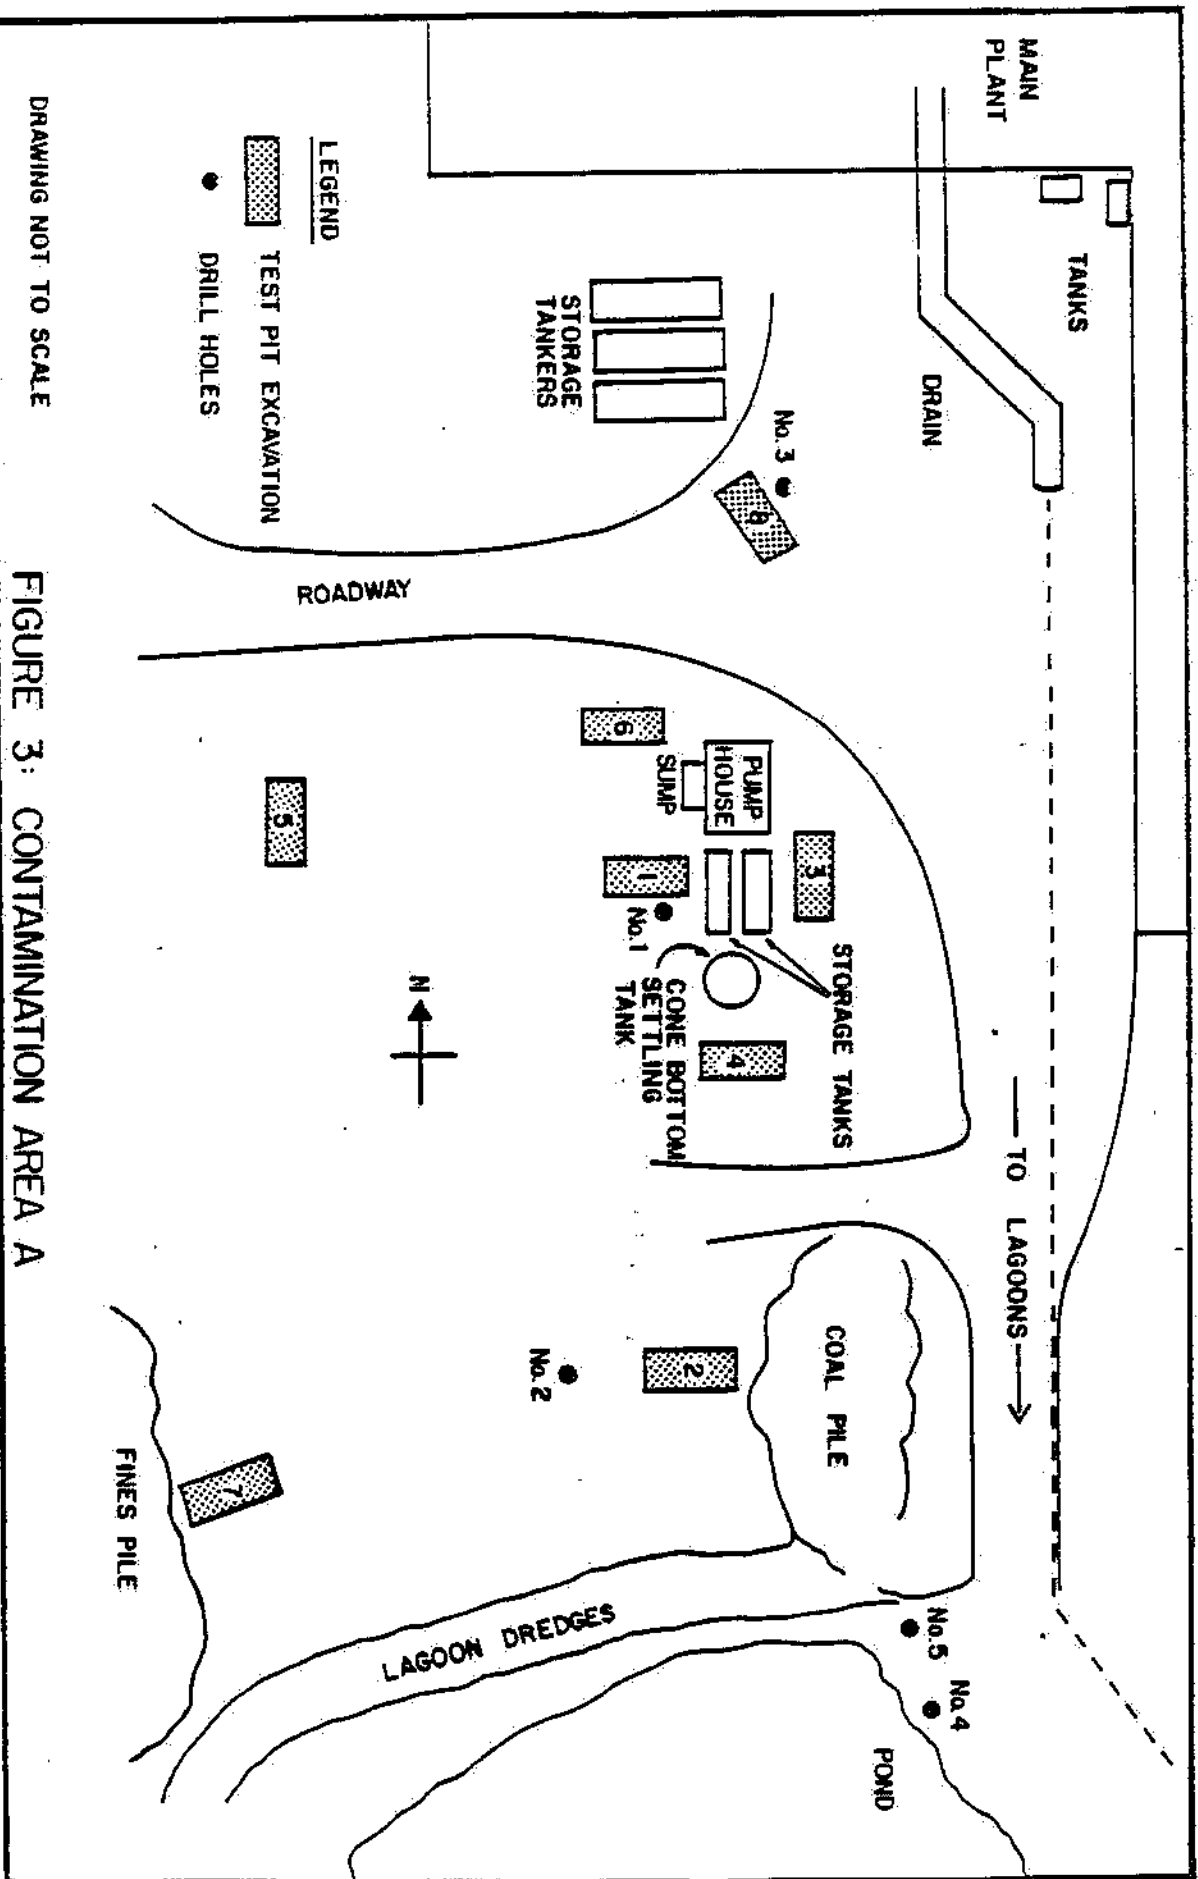 MAIN
PLANT
TANKS
DRAIN
STORAGE
TANKERS
No. 3
8
ROADWAY
6
PUMP
HOUSE
SUMP
3
1
No.1
STORAGE TANKS
CONE BOTTOM
SETTLING
TANK
4
5
N
TO LAGOONS
COAL PILE
2
No.2
7
FINES PILE
LAGOON DREDGES
No.5
No.4
POND
LEGEND
TEST PIT EXCAVATION
DRILL HOLES
DRAWING NOT TO SCALE
FIGURE 3: CONTAMINATION AREA A